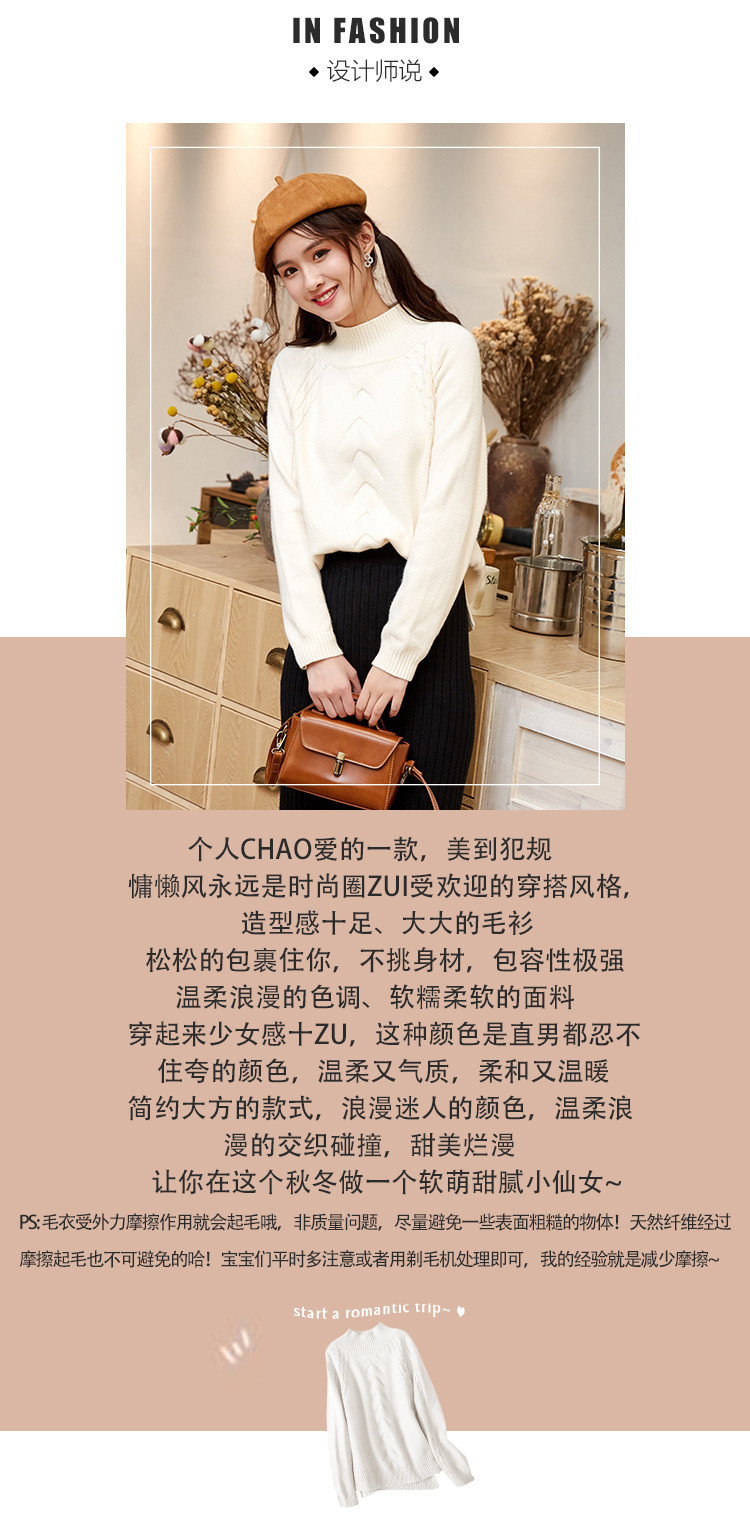 IN FASHION
设计师说
St
个人CHAO爱的一款，美到犯规
慵懒风永远是时尚圈ZUI受欢迎的穿搭风格，
造型感十足、大大的毛衫
松松的包裹住你，不挑身材，包容性极强
温柔浪漫的色调、软糯柔软的面料
穿起来少女感十ZU，这种颜色是直男都忍不
住夸的颜色，温柔又气质，柔和又温暖
简约大方的款式，浪漫迷人的颜色，温柔浪
漫的交织碰撞，甜美烂漫
让你在这个秋冬做一个软萌甜腻小仙女~
PS:毛衣受外力摩擦作用就会起毛哦，非质量问题，尽量避免一些表面粗糙的物体！天然纤维经过
摩擦起毛也不可避免的哈！宝宝们平时多注意或者用剃毛机处理即可，我的经验就是减少摩擦~
start a romantic trip~